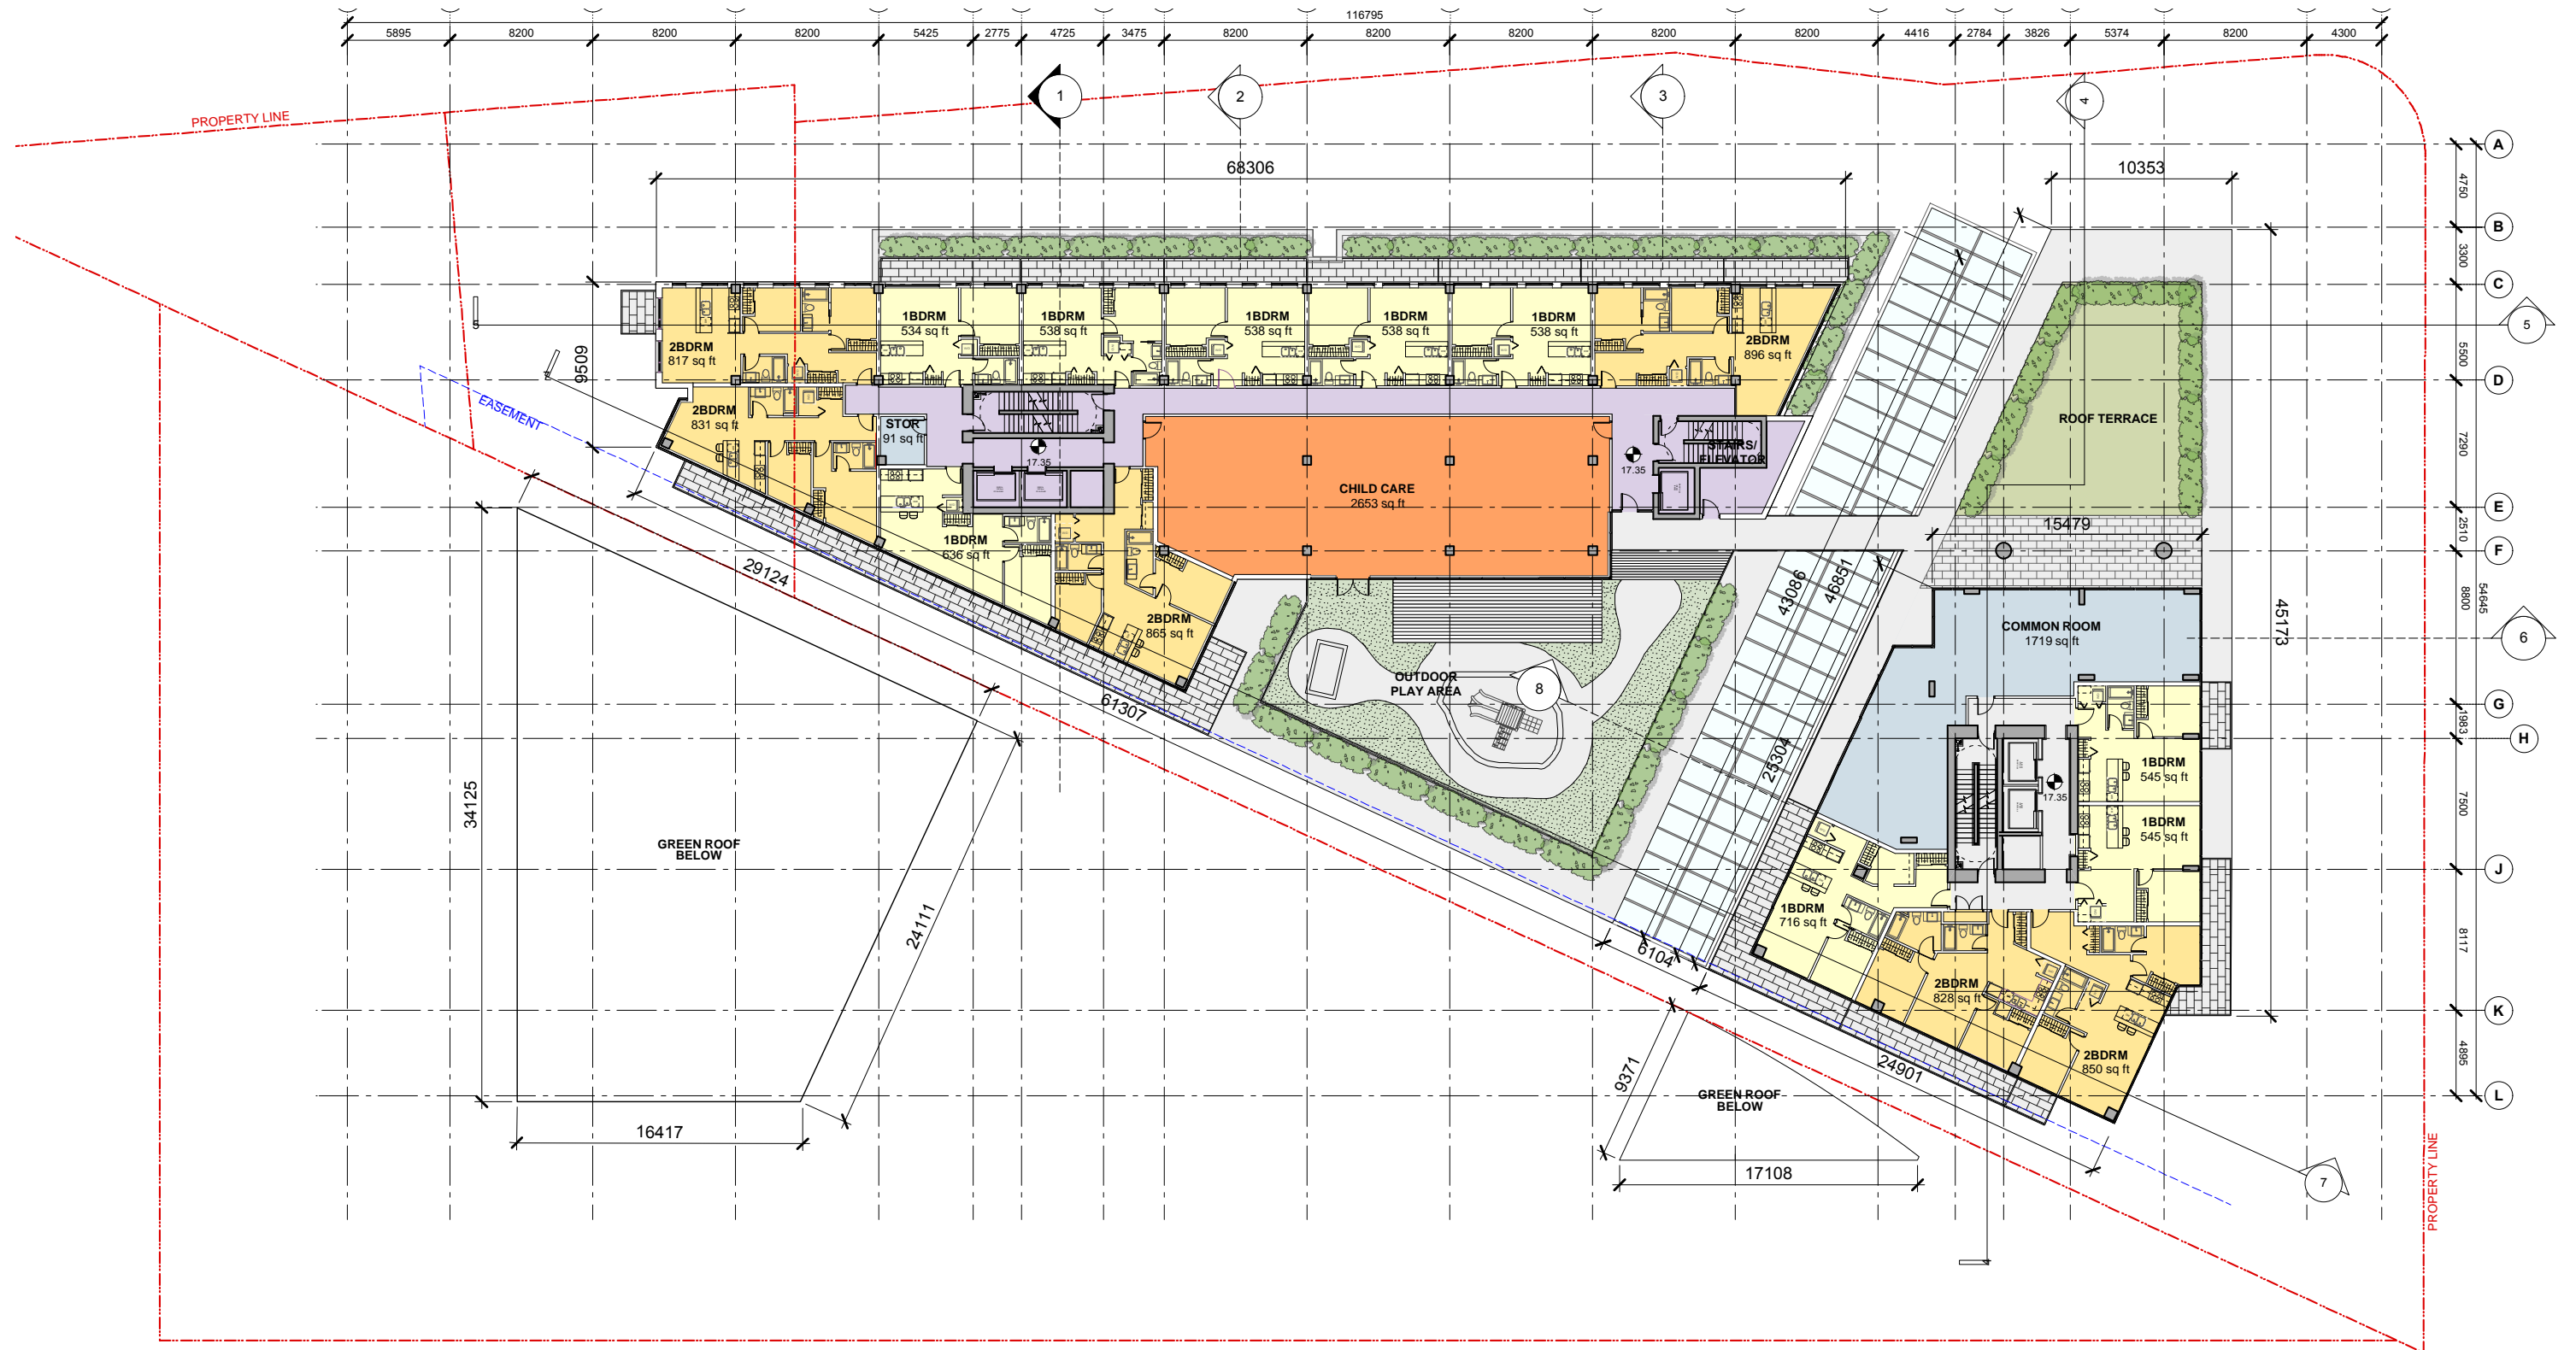 116795
5895 8200 8200 8200 5425 2775 4725 3475 8200 8200 8200 8200 8200 4416 2784 3826 5374 8200 4300
PROPERTY LINE
1
2
3
4
A
68306
10353
4750
B
3300
C
5
5500
D
7290
E
2510
F
8800
54645
G
1983
H
7500
J
8117
K
4895
L
6
7
8
5
9509
EASEMENT
2BDRM
817 sq ft
1BDRM
534 sq ft
1BDRM
538 sq ft
1BDRM
538 sq ft
1BDRM
538 sq ft
1BDRM
538 sq ft
2BDRM
896 sq ft
2BDRM
831 sq ft
STOR
91 sq ft
17.35
1BDRM
636 sq ft
2BDRM
865 sq ft
CHILD CARE
2653 sq ft
17.35
STAIRS/
ELEVATOR
ROOF TERRACE
15479
29124
61307
43086
46851
25304
45173
OUTDOOR
PLAY AREA
COMMON ROOM
1719 sq ft
1BDRM
545 sq ft
17.35
1BDRM
545 sq ft
1BDRM
716 sq ft
2BDRM
828 sq ft
2BDRM
850 sq ft
34125
GREEN ROOF
BELOW
24111
16417
6104
24901
9371
GREEN ROOF
BELOW
17108
4
PROPERTY LINE